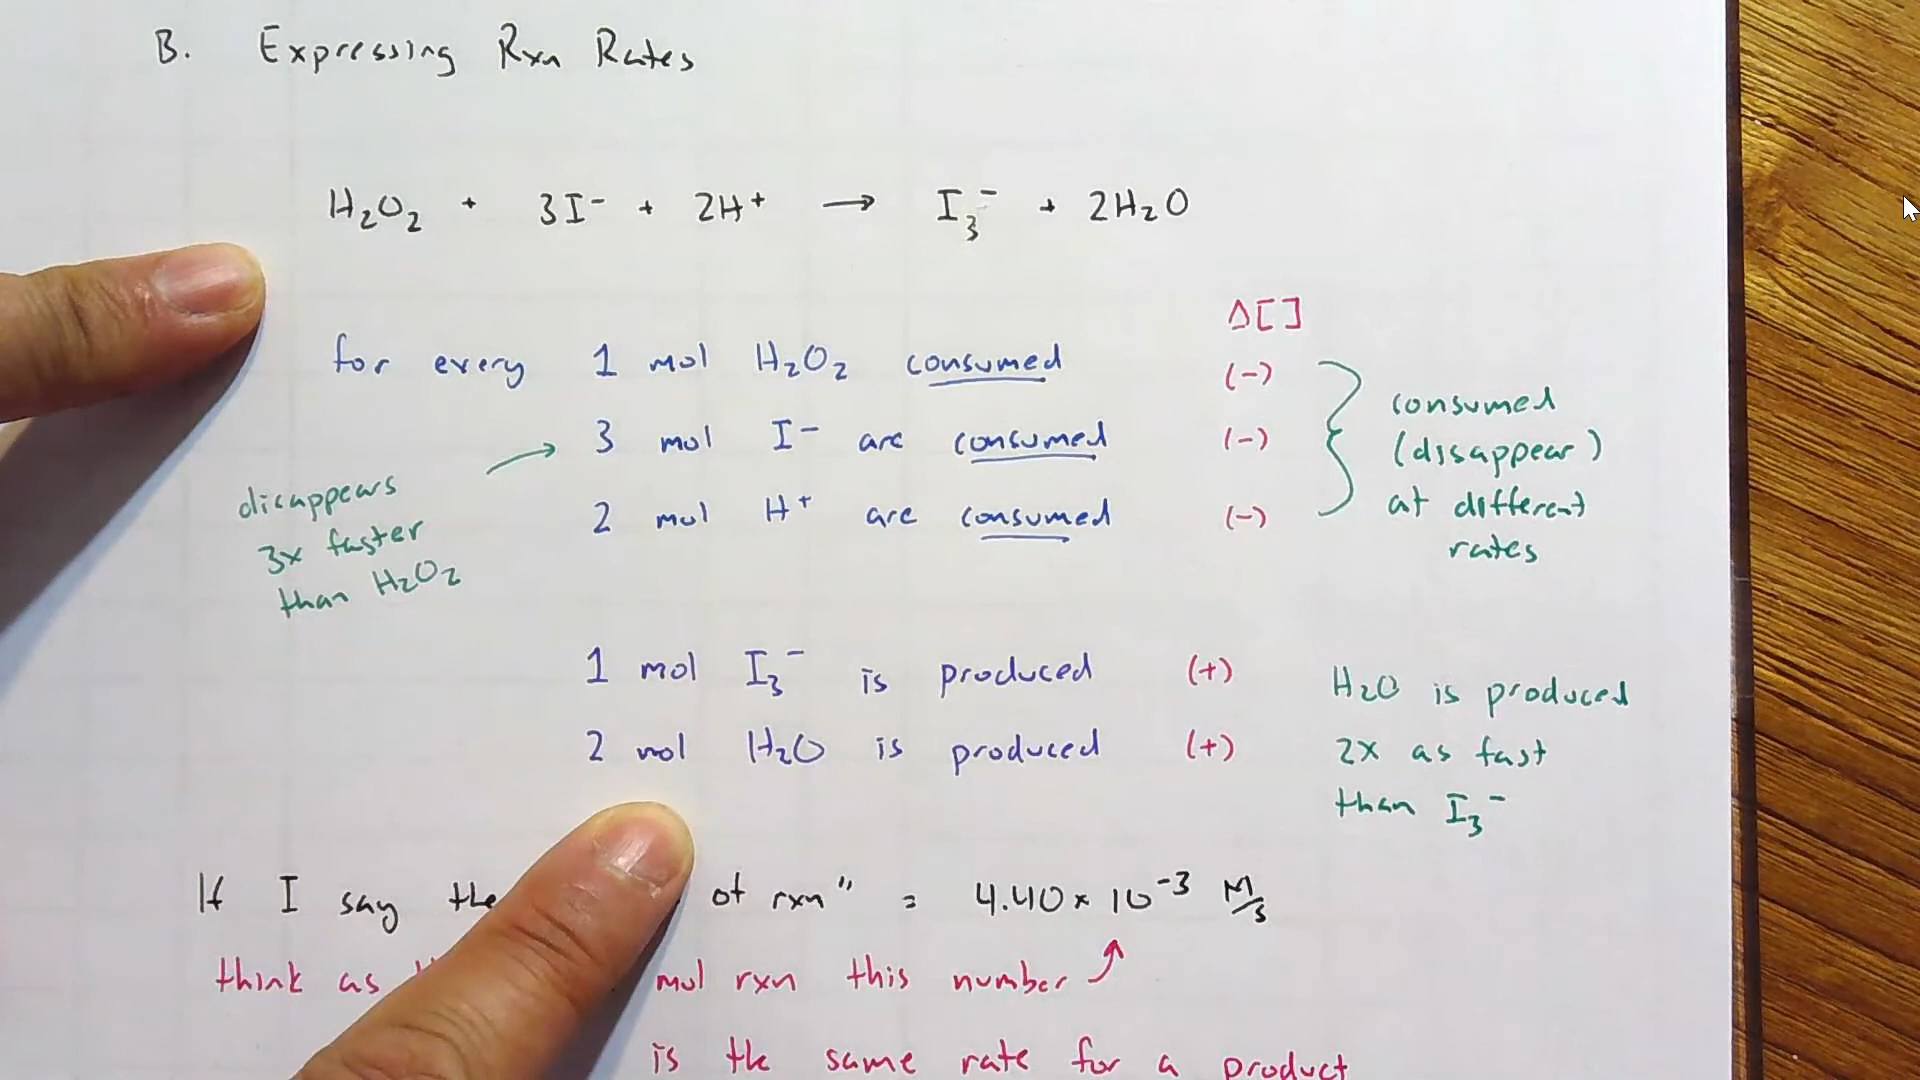 B. Expressing Rxn Rates
H₂O₂ + 3I⁻ + 2H⁺ → I₃⁻ + 2H₂O
Δ[]
for every 1 mol H₂O₂ consumed (-)
3 mol I⁻ are consumed (-)
2 mol H⁺ are consumed (-)
consumed
(disappear)
at different
rates
disappears
3x faster
than H₂O₂
1 mol I₃⁻ is produced (+)
2 mol H₂O is produced (+)
H₂O is produced
2x as fast
than I₃⁻
If I say the of rxn" = 4.40 × 10⁻³ M/s
think as mol rxn this number
is the same rate for a product